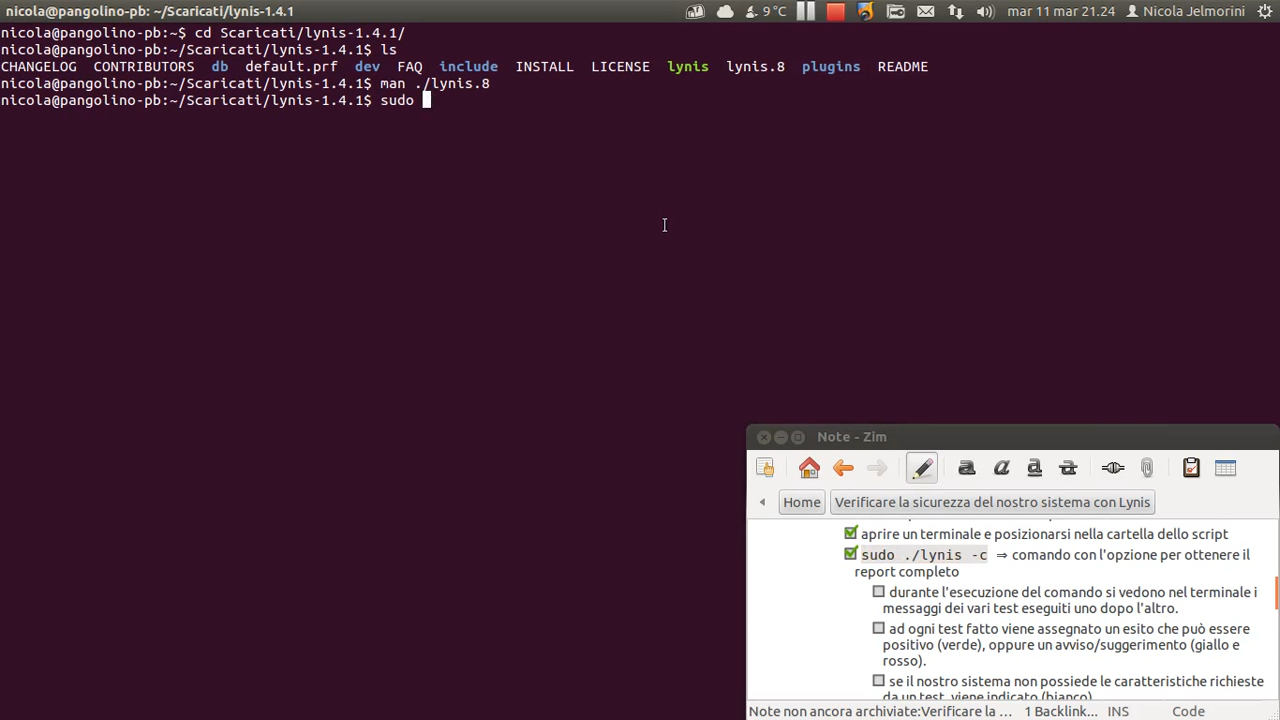 nicola@pangolino-pb: ~/Scaricati/lynis-1.4.1
9 °C
mar 11 mar 21.24
Nicola Jelmorini
nicola@pangolino-pb:~$ cd Scaricati/lynis-1.4.1/
nicola@pangolino-pb:~/Scaricati/lynis-1.4.1$ ls
CHANGELOG CONTRIBUTORS db default.prf dev FAQ include INSTALL LICENSE lynis lynis.8 plugins README
nicola@pangolino-pb:~/Scaricati/lynis-1.4.1$ man ./lynis.8
nicola@pangolino-pb:~/Scaricati/lynis-1.4.1$ sudo
Note - Zim
Home
Verificare la sicurezza del nostro sistema con Lynis
aprire un terminale e posizionarsi nella cartella dello script
sudo ./lynis -c ⇒ comando con l'opzione per ottenere il
report completo
durante l'esecuzione del comando si vedono nel terminale i
messaggi dei vari test eseguiti uno dopo l'altro.
ad ogni test fatto viene assegnato un esito che può essere
positivo (verde), oppure un avviso/suggerimento (giallo e
rosso).
se il nostro sistema non possiede le caratteristiche richieste
da un test, viene indicato (bianco)
Note non ancora archiviate:Verificare la ...
1 Backlink...
INS
Code